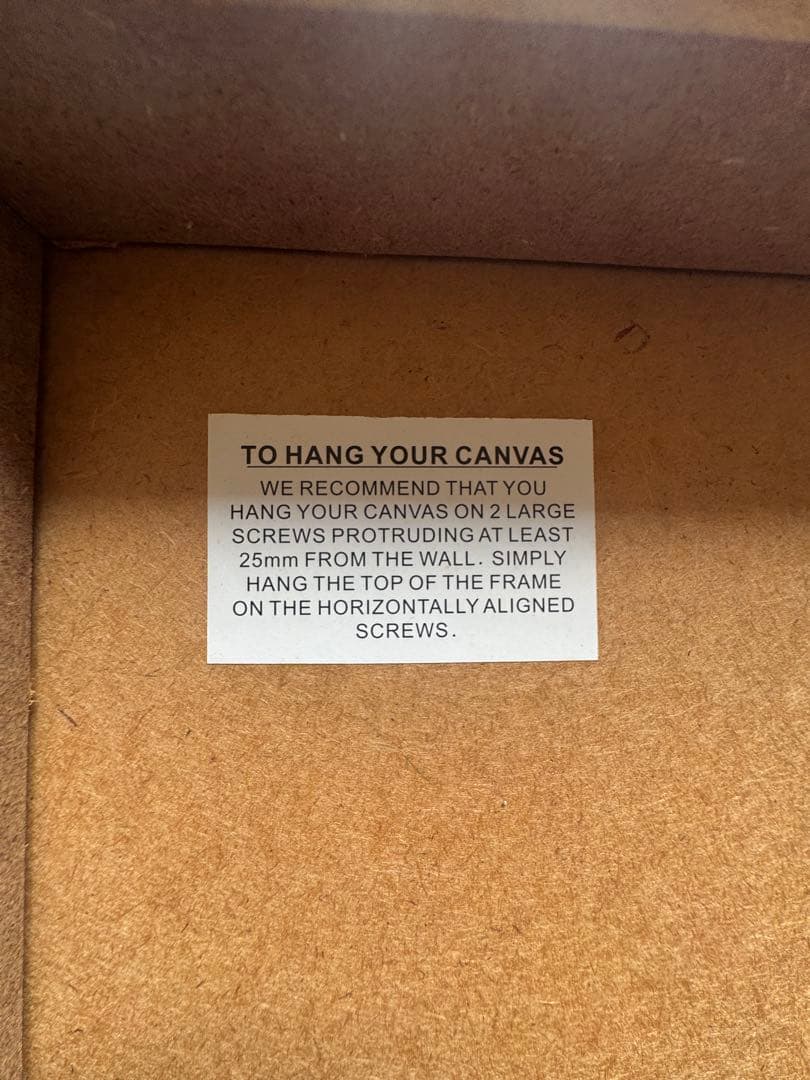 TO HANG YOUR CANVAS
WE RECOMMEND THAT YOU
HANG YOUR CANVAS ON 2 LARGE
SCREWS PROTRUDING AT LEAST
25mm FROM THE WALL. SIMPLY
HANG THE TOP OF THE FRAME
ON THE HORIZONTALLY ALIGNED
SCREWS.